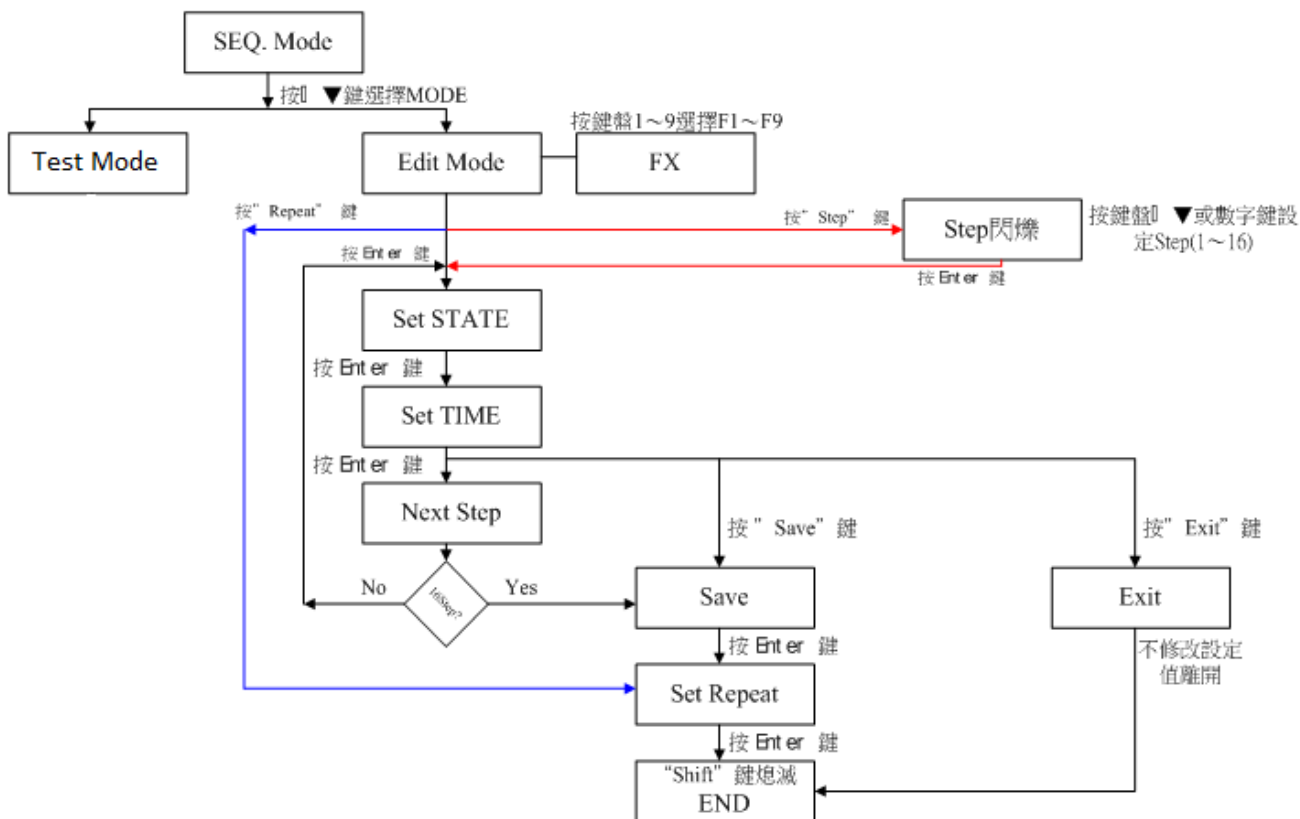 SEQ. Mode
按▯ ▼鍵選擇MODE
Test Mode
Edit Mode
按鍵盤1～9選擇F1～F9
FX
按”Repeat” 鍵
按”Step” 鍵
Step閃爍
按鍵盤▯ ▼或數字鍵設
定Step(1～16)
按 Enter 鍵
按 Enter 鍵
Set STATE
按 Enter 鍵
Set TIME
按 Enter 鍵
Next Step
按 ”Save”鍵
按”Exit”鍵
No
16Step?
Yes
Save
Exit
按 Enter 鍵
不修改設定
值離開
Set Repeat
按 Enter 鍵
“Shift” 鍵熄滅
END